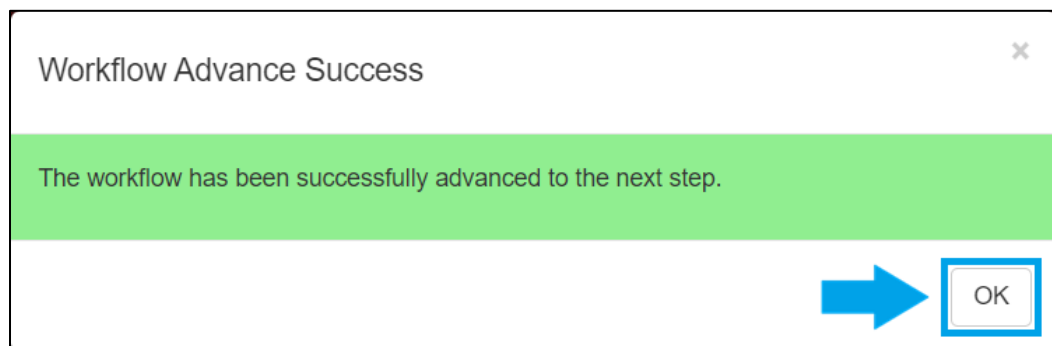 Workflow Advance Success
×
The workflow has been successfully advanced to the next step.
OK